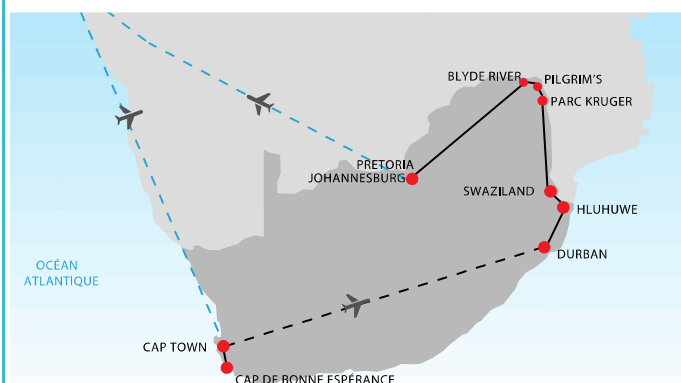 BLYDE RIVER
PILGRIM'S
PARC KRUGER
PRETORIA
JOHANNESBURG
SWAZILAND
HLUHUWE
DURBAN
OCÉAN
ATLANTIQUE
CAP TOWN
CAP DE BONNE ESPÉRANCE